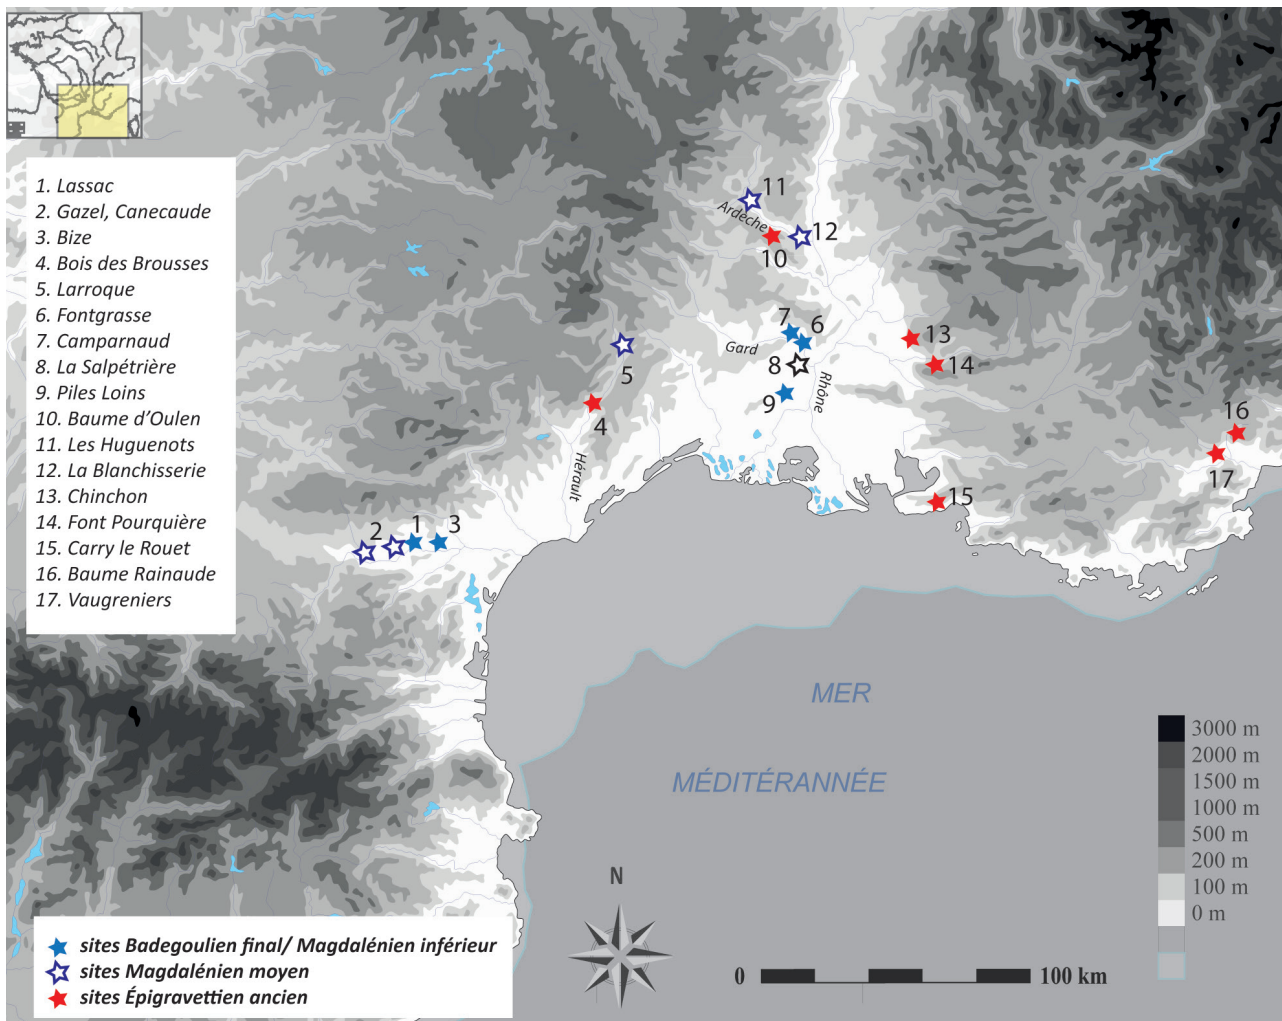 1. Lassac
2. Gazel, Canecaude
3. Bize
4. Bois des Brousses
5. Larroque
6. Fontgrasse
7. Camparnaud
8. La Salpétrière
9. Piles Loins
10. Baume d'Oulen
11. Les Huguenots
12. La Blanchisserie
13. Chinchon
14. Font Pourquière
15. Carry le Rouet
16. Baume Rainaude
17. Vaugreniers
11
Ardeche
12
10
7
6
13
Gard
8
14
5
Rhône
9
4
16
17
Hérault
15
2
1
3
MER
MÉDITÉRANNÉE
3000 m
2000 m
1500 m
1000 m
500 m
200 m
100 m
0 m
N
0
100 km
sites Badegoulien final/ Magdalénien inférieur
sites Magdalénien moyen
sites Épigravettien ancien